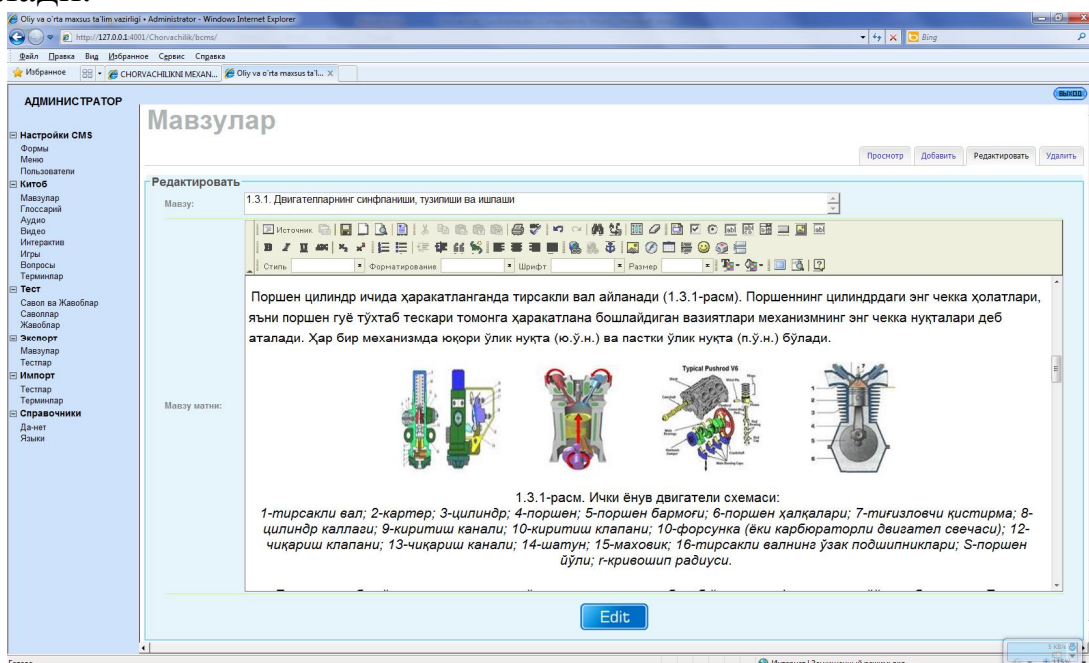 лади.
Oliy va o'rta maxsus ta'lim vazirligi • Administrator - Windows Internet Explorer
http://127.0.0.1:4001/Chorvachilik/bcms/
Bing
Файл Правка Вид Избранное Сервис Справка
Избранное
CHORVACHILIKNI MEXAN...
Oliy va o'rta maxsus ta'l...
выход
АДМИНИСТРАТОР
Настройки CMS
Формы
Меню
Пользователи
Китоб
Мавзулар
Глоссарий
Аудио
Видео
Интерактив
Игры
Вопросы
Терминлар
Тест
Савол ва Жавоблар
Саволлар
Жавоблар
Экспорт
Мавзулар
Тестлар
Импорт
Тестлар
Терминлар
Справочники
Да-нет
Языки
Мавзулар
Просмотр Добавить Редактировать Удалить
Редактировать
Мавзу:
1.3.1. Двигателларнинг синфланиши, тузилиши ва ишлаши
Источник
Стиль Форматирование Шрифт Размер
Мавзу матни:
Поршен цилиндр ичида ҳаракатланганда тирсакли вал айланади (1.3.1-расм). Поршеннинг цилиндрдаги энг чекка ҳолатлари,
яъни поршен гуё тўхтаб тескари томонга ҳаракатлана бошлайдиган вазиятлари механизмнинг энг чекка нуқталари деб
аталади. Ҳар бир механизмда юқори ўлик нуқта (ю.ў.н.) ва пастки ўлик нуқта (п.ў.н.) бўлади.
Typical Pushrod V6
1
2
3
4
5
6
1.3.1-расм. Ички ёнув двигатели схемаси:
1-тирсакли вал; 2-картер; 3-цилиндр; 4-поршен; 5-поршен бармоғи; 6-поршен ҳалқалари; 7-тиғизловчи қистирма; 8-
цилиндр каллаги; 9-киритиш канали; 10-киритиш клапани; 10-форсунка (ёки карбюраторли двигател свечаси); 12-
чиқариш клапани; 13-чиқариш канали; 14-шатун; 15-маховик; 16-тирсакли валнинг ўзак подшипниклари; S-поршен
йўли; r-кривошип радиуси.
Edit